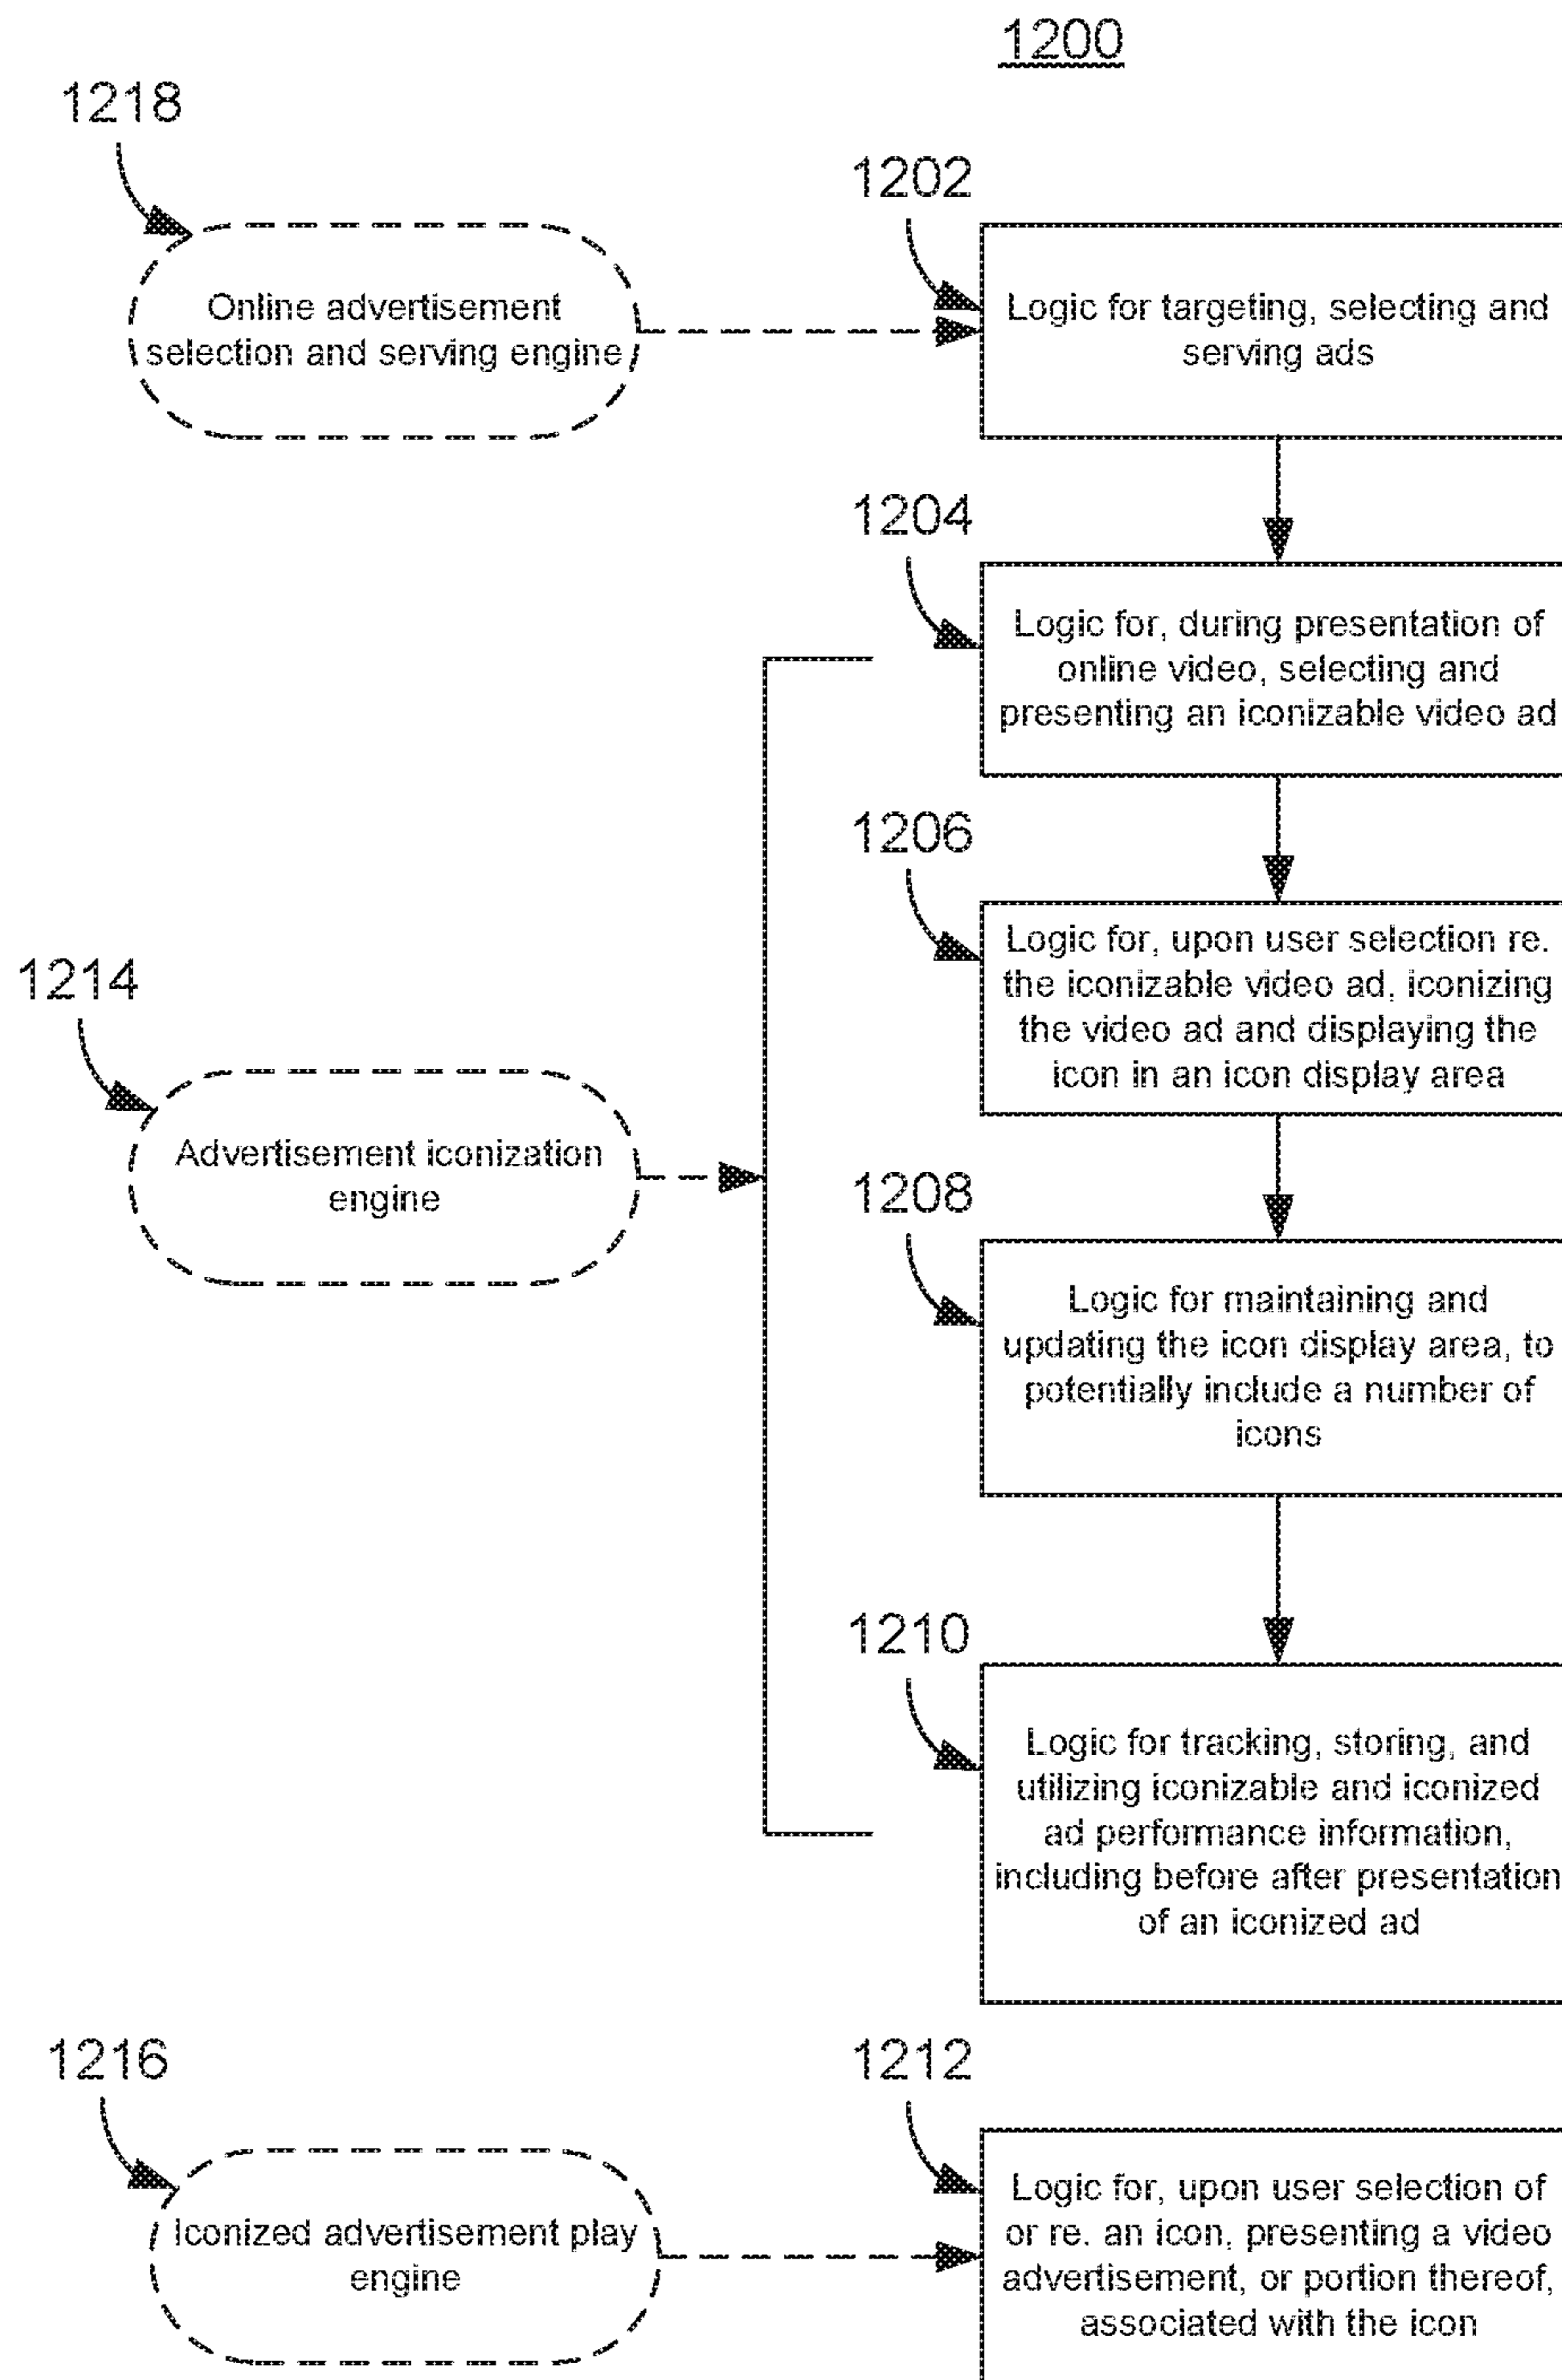 1200
1218
1202
Online advertisement
selection and serving engine
Logic for targeting, selecting and
serving ads
1204
Logic for, during presentation of
online video, selecting and
presenting an iconizable video ad
1206
Logic for, upon user selection re.
the iconizable video ad, iconizing
the video ad and displaying the
icon in an icon display area
1214
Advertisement iconization
engine
1208
Logic for maintaining and
updating the icon display area, to
potentially include a number of
icons
1210
Logic for tracking, storing, and
utilizing iconizable and iconized
ad performance information,
including before after presentation
of an iconized ad
1216
1212
Iconized advertisement play
engine
Logic for, upon user selection of
or re. an icon, presenting a video
advertisement, or portion thereof,
associated with the icon